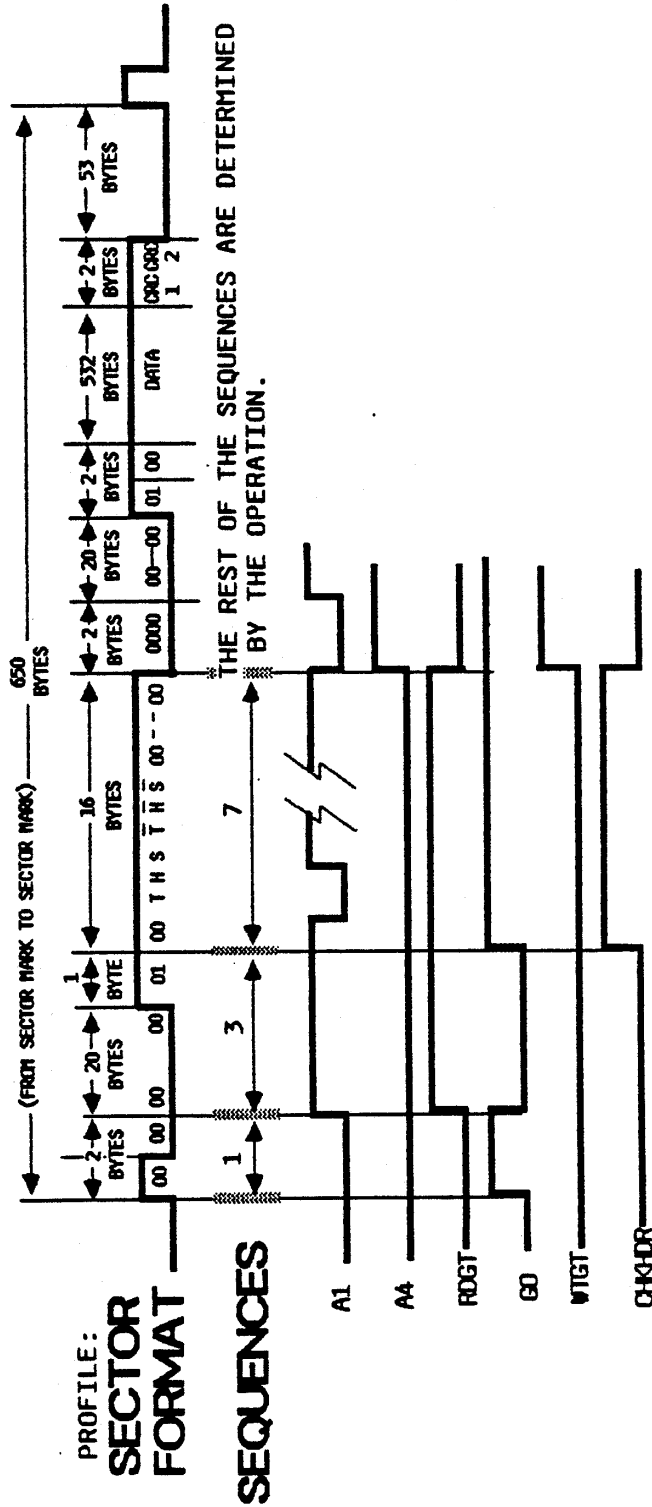 PROFILE:
SECTOR
FORMAT
650
BYTES
(FROM SECTOR MARK TO SECTOR MARK)
2 BYTES
20 BYTES
1 BYTE
16 BYTES
2 BYTES
20 BYTES
2 BYTES
532 BYTES
2 BYTES
53 BYTES
00 00 00 00 01 00 T H S T̅ H̅ S̅ 00 -- 00 0000 00—00 01 00 DATA CRC CRC
1 2
SEQUENCES
1 3 7
THE REST OF THE SEQUENCES ARE DETERMINED
BY THE OPERATION.
A1
A4
RDGT
GO
WTGT
CHKHDR